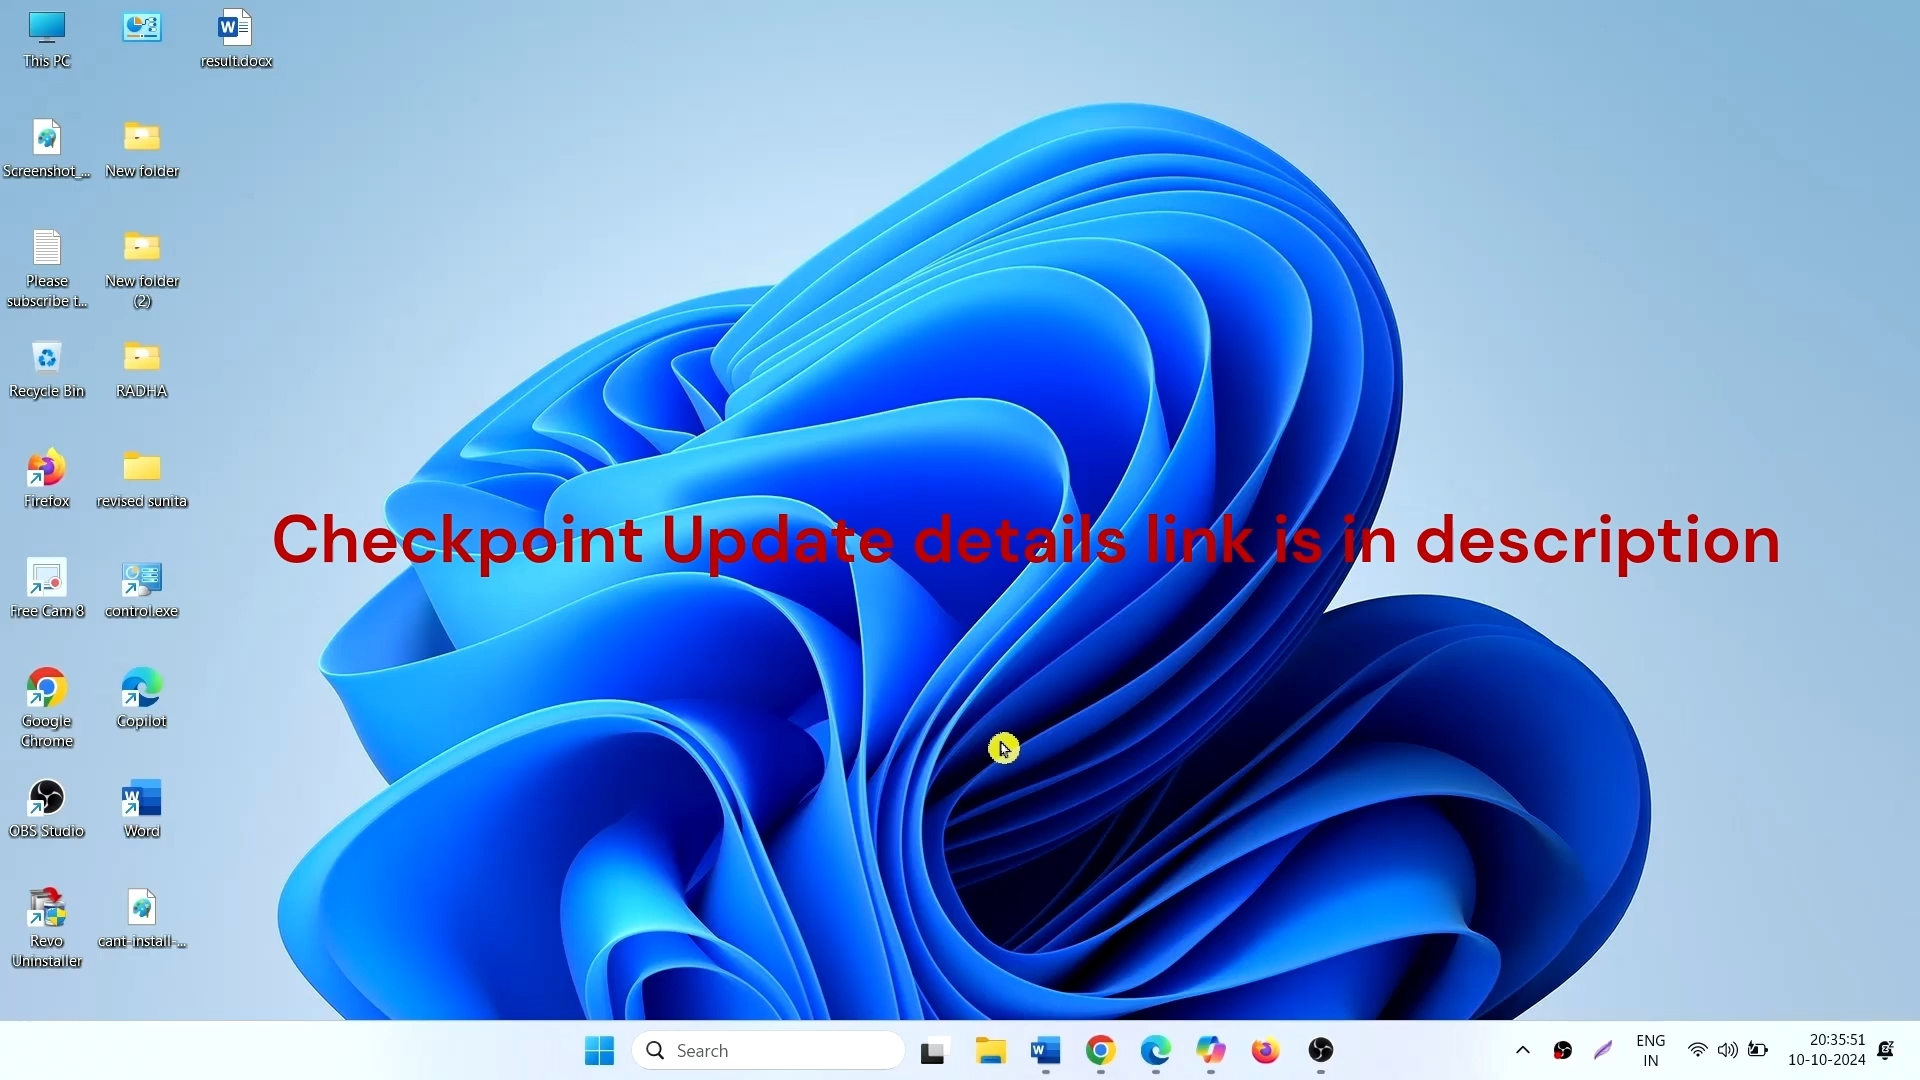 This PC
result.docx
Screenshot_...
New folder
Please
subscribe t...
New folder
(2)
Recycle Bin
RADHA
Firefox
revised sunita
Checkpoint Update details link is in description
Free Cam 8
control.exe
Google
Chrome
Copilot
OBS Studio
Word
Revo
Uninstaller
cant-install-...
Search
ENG
IN
20:35:51
10-10-2024